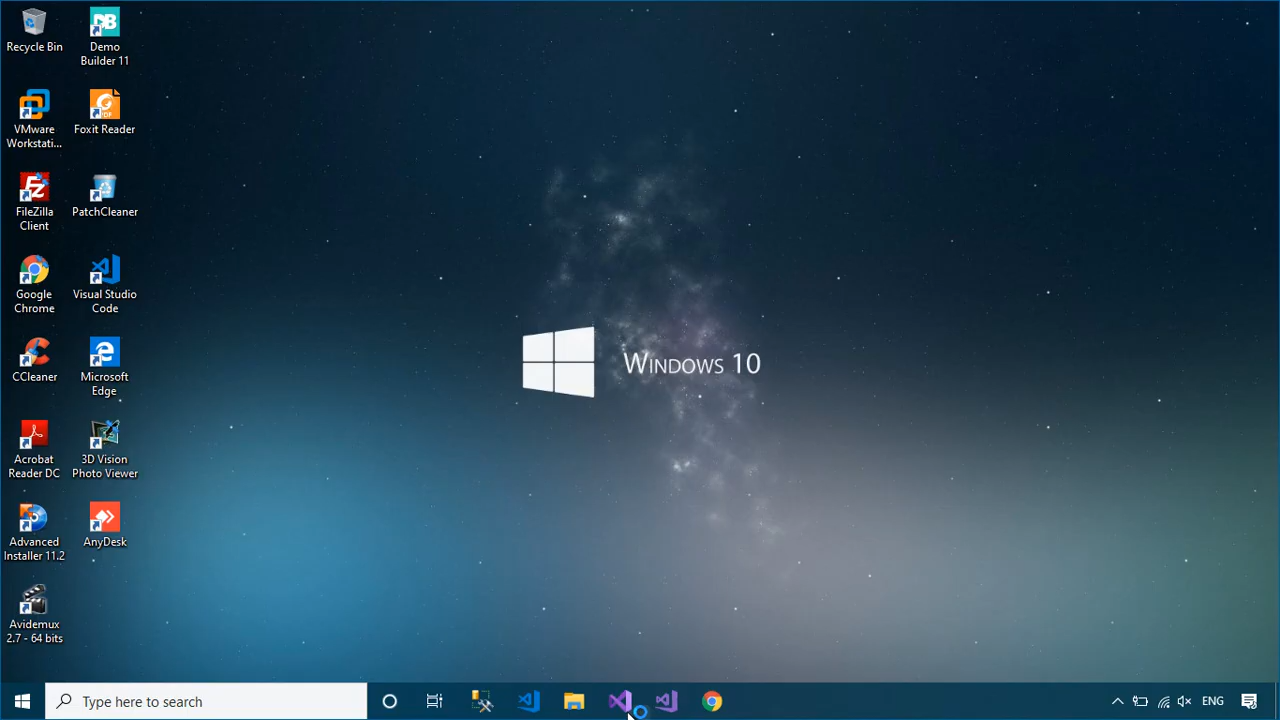 Recycle Bin
Demo
Builder 11
VMware
Workstati...
Foxit Reader
FileZilla
Client
PatchCleaner
Google
Chrome
Visual Studio
Code
CCleaner
Microsoft
Edge
Acrobat
Reader DC
3D Vision
Photo Viewer
Advanced
Installer 11.2
AnyDesk
Avidemux
2.7 - 64 bits
Windows 10
Type here to search
ENG